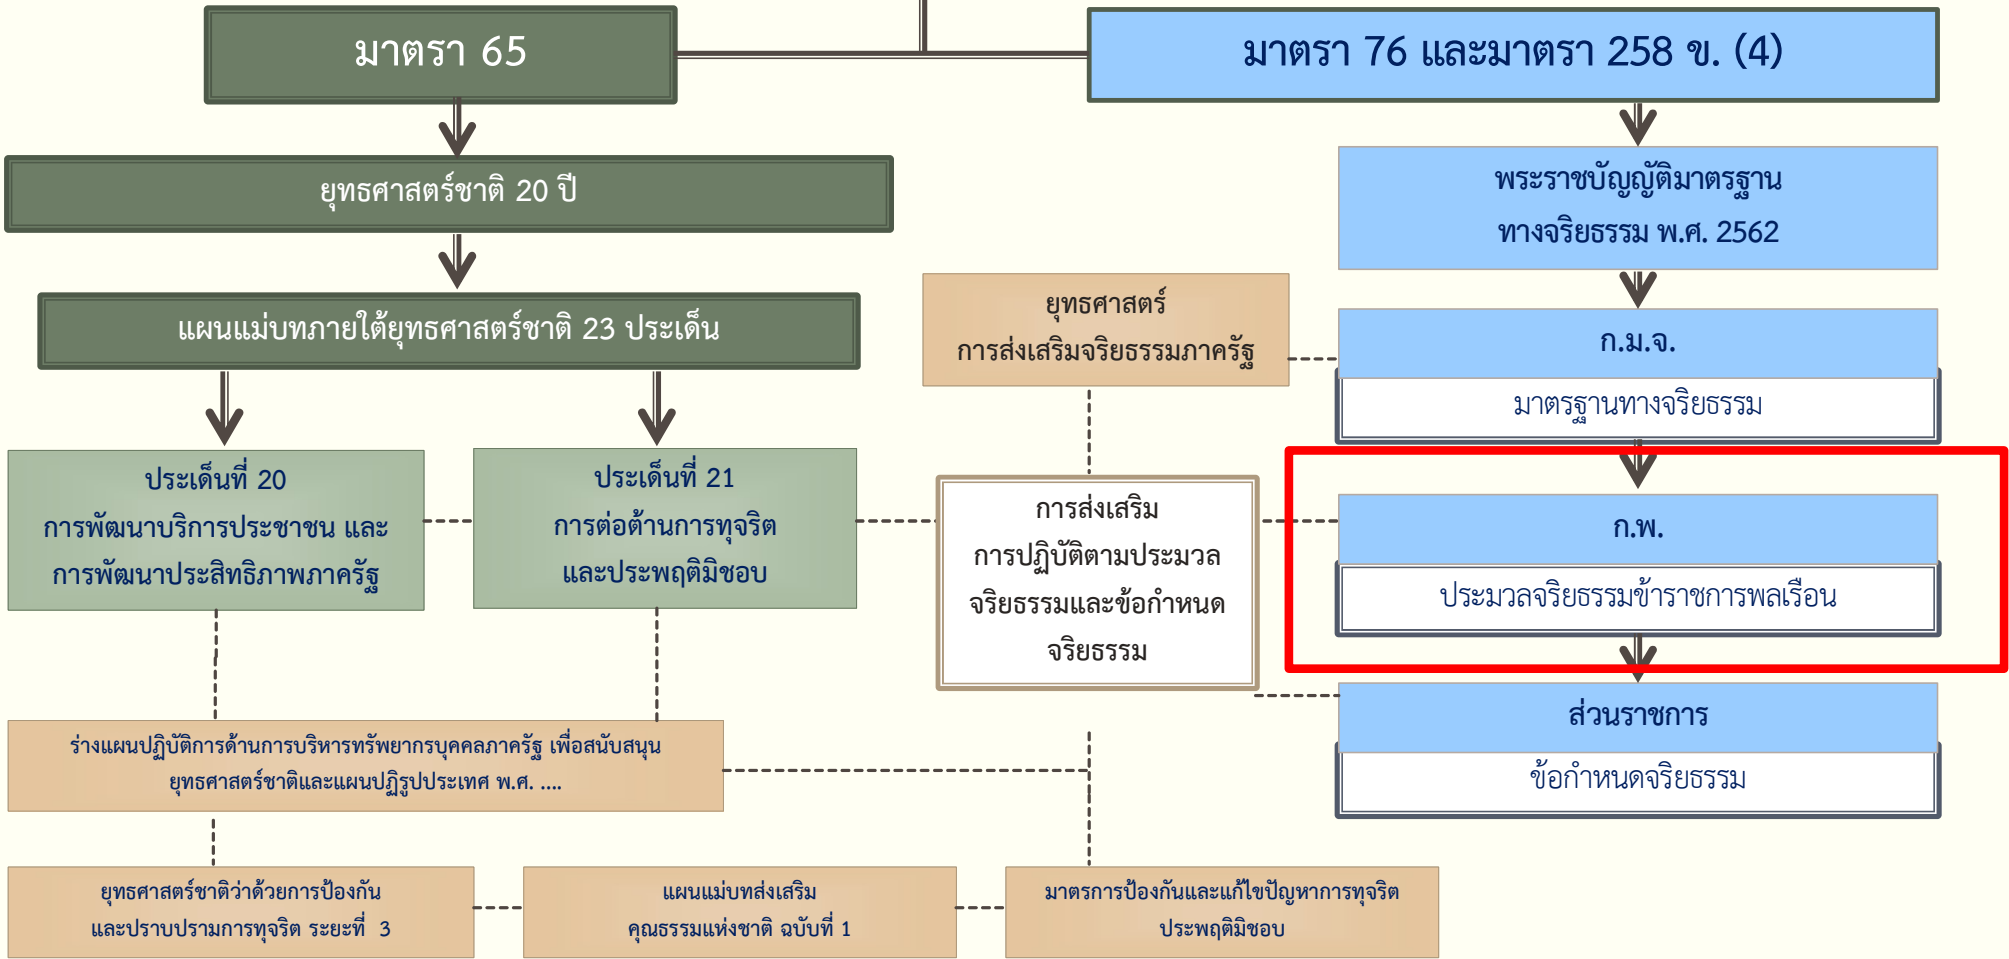 มาตรา 65
มาตรา 76 และมาตรา 258 ข. (4)
ยุทธศาสตร์ชาติ 20 ปี
พระราชบัญญัติมาตรฐาน
ทางจริยธรรม พ.ศ. 2562
แผนแม่บทภายใต้ยุทธศาสตร์ชาติ 23 ประเด็น
ยุทธศาสตร์
การส่งเสริมจริยธรรมภาครัฐ
ก.ม.จ.
มาตรฐานทางจริยธรรม
ประเด็นที่ 20
การพัฒนาบริการประชาชน และ
การพัฒนาประสิทธิภาพภาครัฐ
ประเด็นที่ 21
การต่อต้านการทุจริต
และประพฤติมิชอบ
การส่งเสริม
การปฏิบัติตามประมวล
จริยธรรมและข้อกำหนด
จริยธรรม
ก.พ.
ประมวลจริยธรรมข้าราชการพลเรือน
ส่วนราชการ
ข้อกำหนดจริยธรรม
ร่างแผนปฏิบัติการด้านการบริหารทรัพยากรบุคคลภาครัฐ เพื่อสนับสนุน
ยุทธศาสตร์ชาติและแผนปฏิรูปประเทศ พ.ศ. ....
ยุทธศาสตร์ชาติว่าด้วยการป้องกัน
และปราบปรามการทุจริต ระยะที่ 3
แผนแม่บทส่งเสริม
คุณธรรมแห่งชาติ ฉบับที่ 1
มาตรการป้องกันและแก้ไขปัญหาการทุจริต
ประพฤติมิชอบ